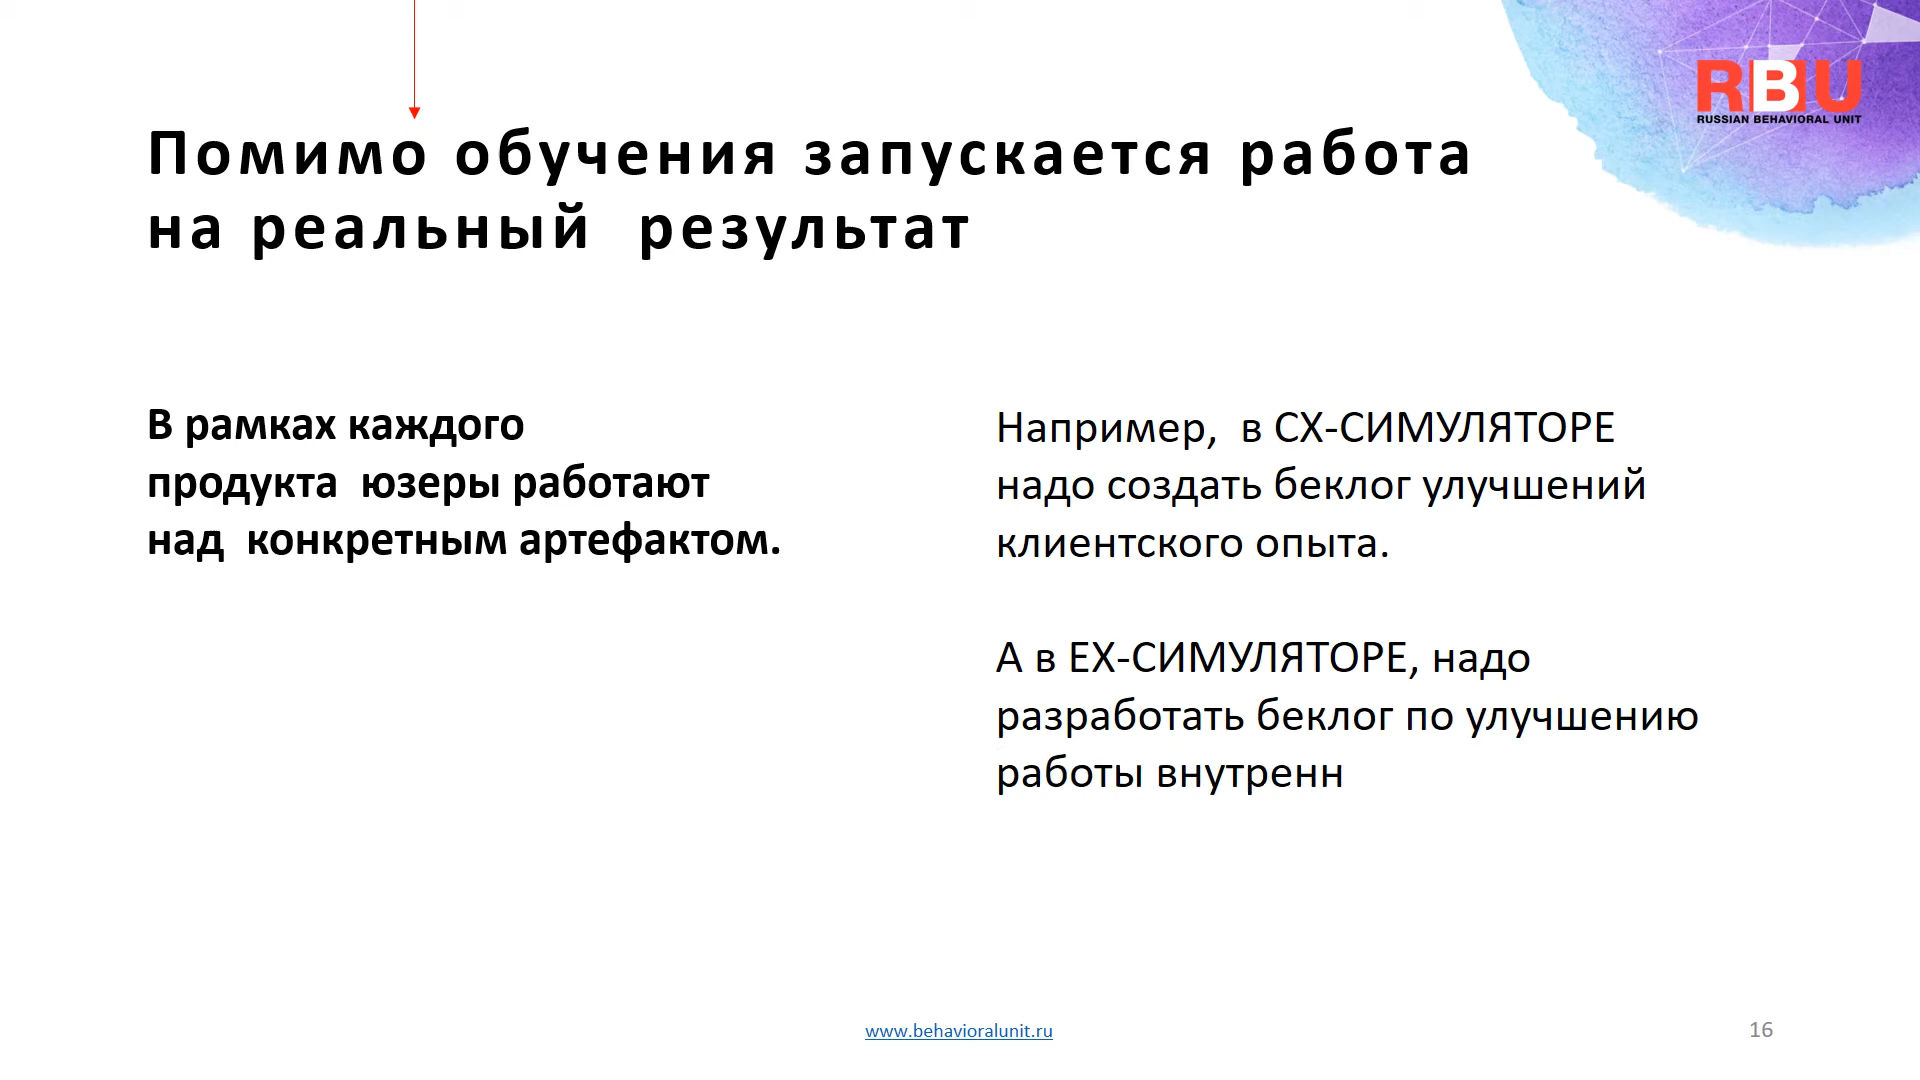 RBU
RUSSIAN BEHAVIORAL UNIT
Помимо обучения запускается работа
на реальный  результат
В рамках каждого
продукта  юзеры работают
над  конкретным артефактом.
Например,  в СХ-СИМУЛЯТОРЕ
надо создать беклог улучшений
клиентского опыта.
А в ЕХ-СИМУЛЯТОРЕ, надо
разработать беклог по улучшению
работы внутренн
www.behavioralunit.ru
16